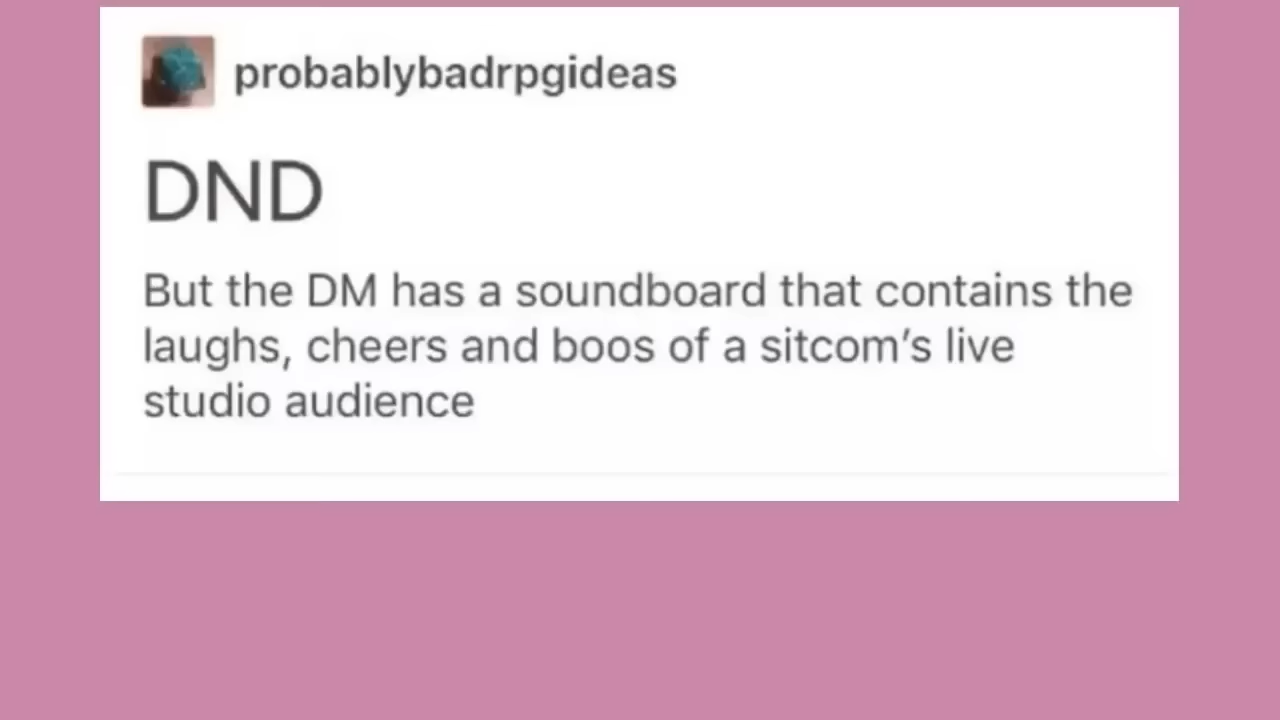 probablybadrpgideas
DND
But the DM has a soundboard that contains the
laughs, cheers and boos of a sitcom’s live
studio audience